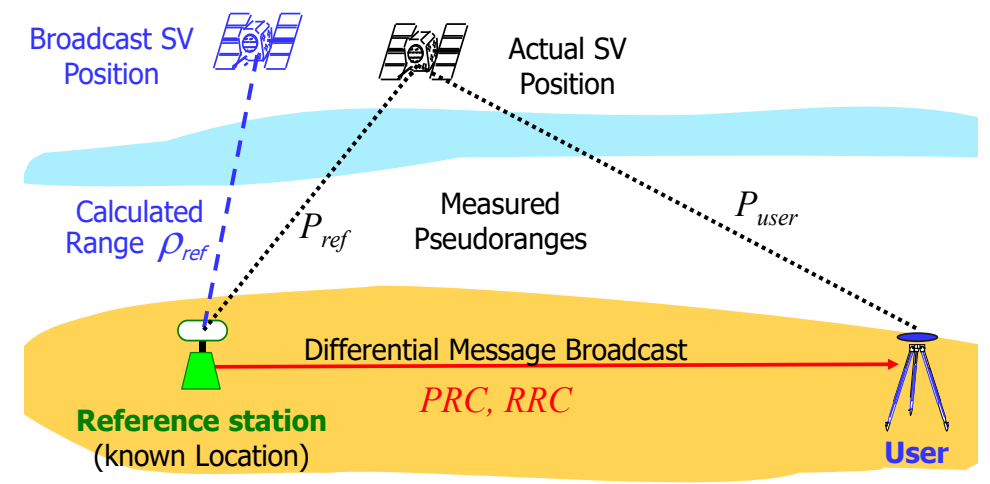 Broadcast SV
Position
Actual SV
Position
Calculated
Range ρref
Pref
Measured
Pseudoranges
Puser
Differential Message Broadcast
PRC, RRC
Reference station
(known Location)
User